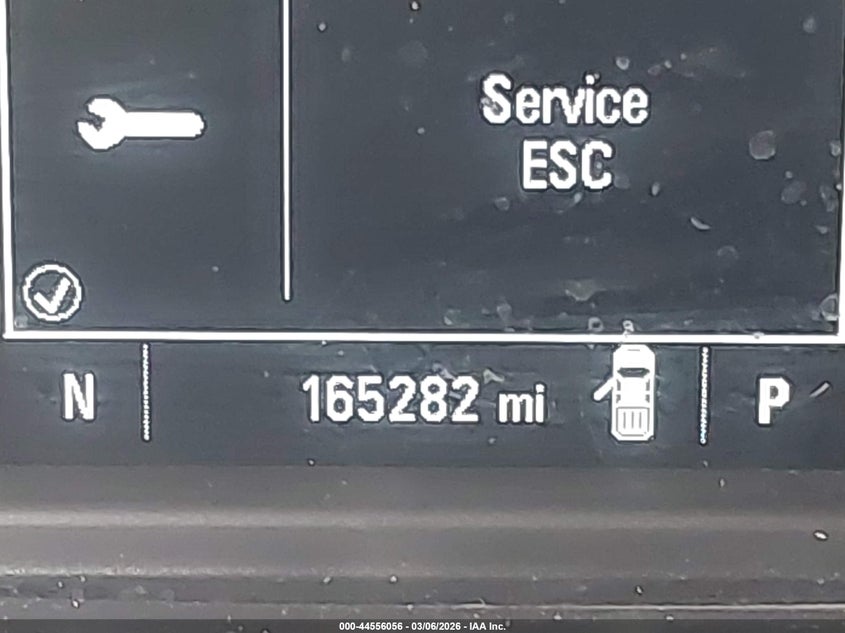 Service
ESC
N 165282 mi P
000-44556056 - 03/06/2026 - IAA Inc.